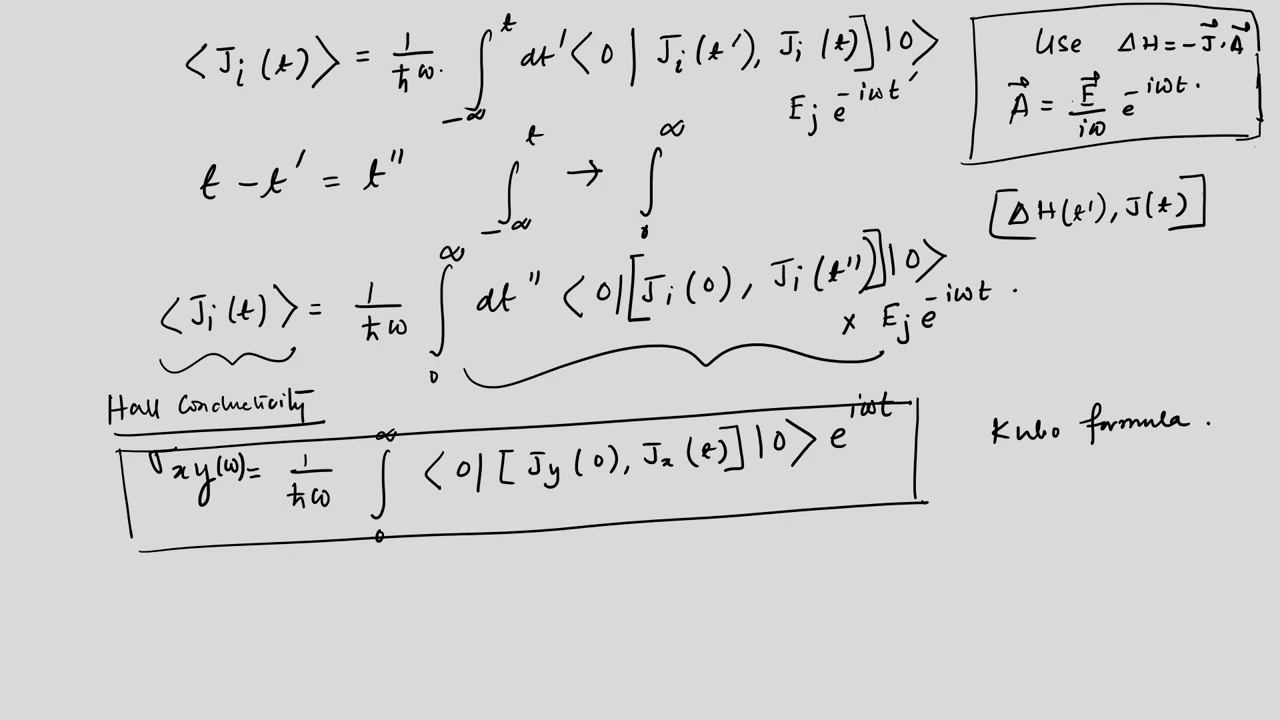 ⟨J_i (t)⟩ = 1/ħω. ∫_{-∞}^{t} dt' ⟨0 | J_i (t'), J_i (t)] |0⟩
E_j e^{-iωt'}
Use ΔH = -J⃗·A⃗
A⃗ = E⃗/iω e^{-iωt}.
t - t' = t'' ∫_{-∞}^{t} → ∫_{0}^{∞}
[ΔH(t'), J(t)]
⟨J_i (t)⟩ = 1/ħω ∫_{0}^{∞} dt'' ⟨0| [J_i (0), J_i (t'')] |0⟩
x E_j e^{-iωt}.
Hall Conductivity
σ_xy(ω) = 1/ħω ∫_{0}^{∞} ⟨0| [J_y (0), J_x (t)] |0⟩ e^{iωt}
Kubo formula.